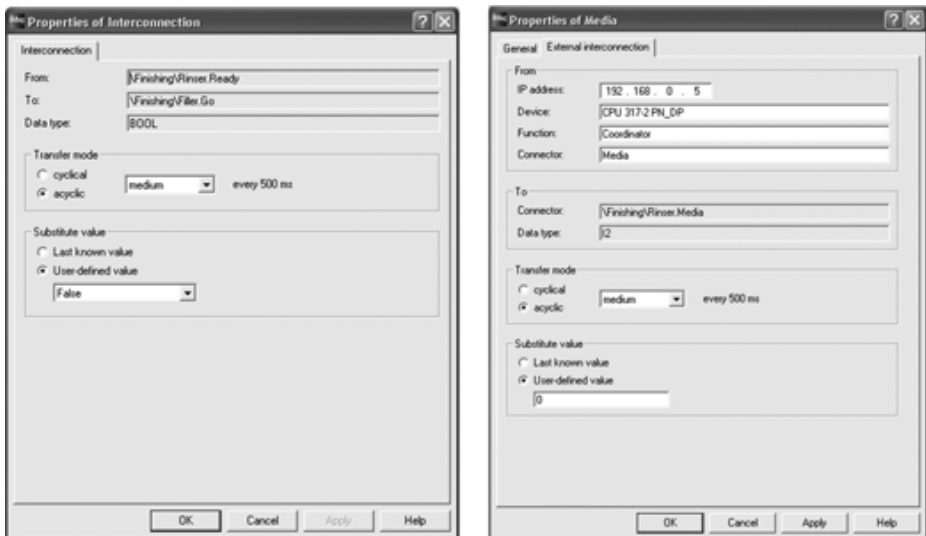 Properties of Interconnection
Interconnection
From: \Finishing\Rinser.Ready
To: \Finishing\Filler.Go
Data type: BOOL
Transfer mode
cyclical
acyclic
medium every 500 ms
Substitute value
Last known value
User-defined value
False
OK Cancel Apply Help
Properties of Media
General External interconnection
From
IP address: 192 . 168 . 0 . 5
Device: CPU 317-2 PN_DP
Function: Coordinator
Connector: Media
To
Connector: \Finishing\Rinser.Media
Data type: I2
Transfer mode
cyclical
acyclic
medium every 500 ms
Substitute value
Last known value
User-defined value
0
OK Cancel Apply Help